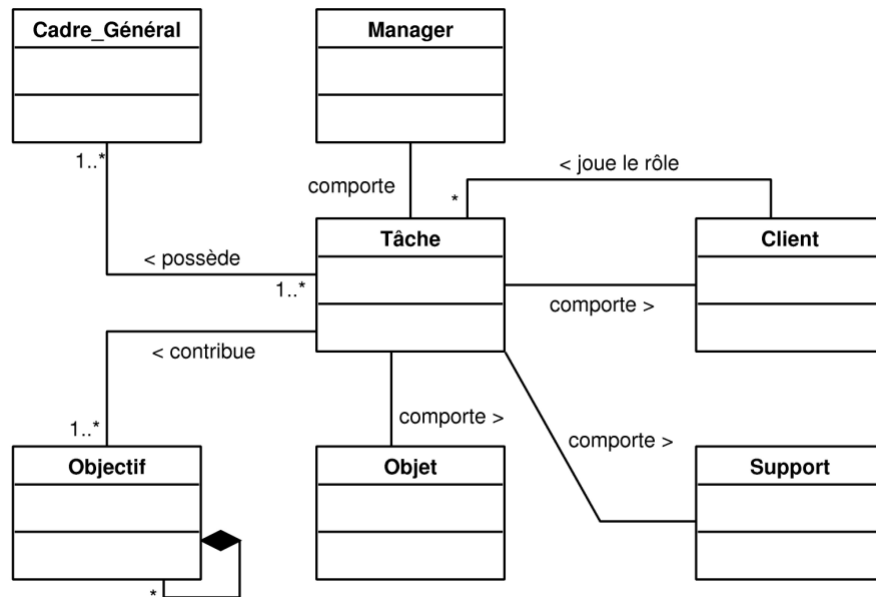 Cadre_Général
Manager
1..*
comporte
< joue le rôle
*
Tâche
Client
< possède
1..*
comporte >
< contribue
1..*
comporte >
comporte >
Objectif
Objet
Support
*